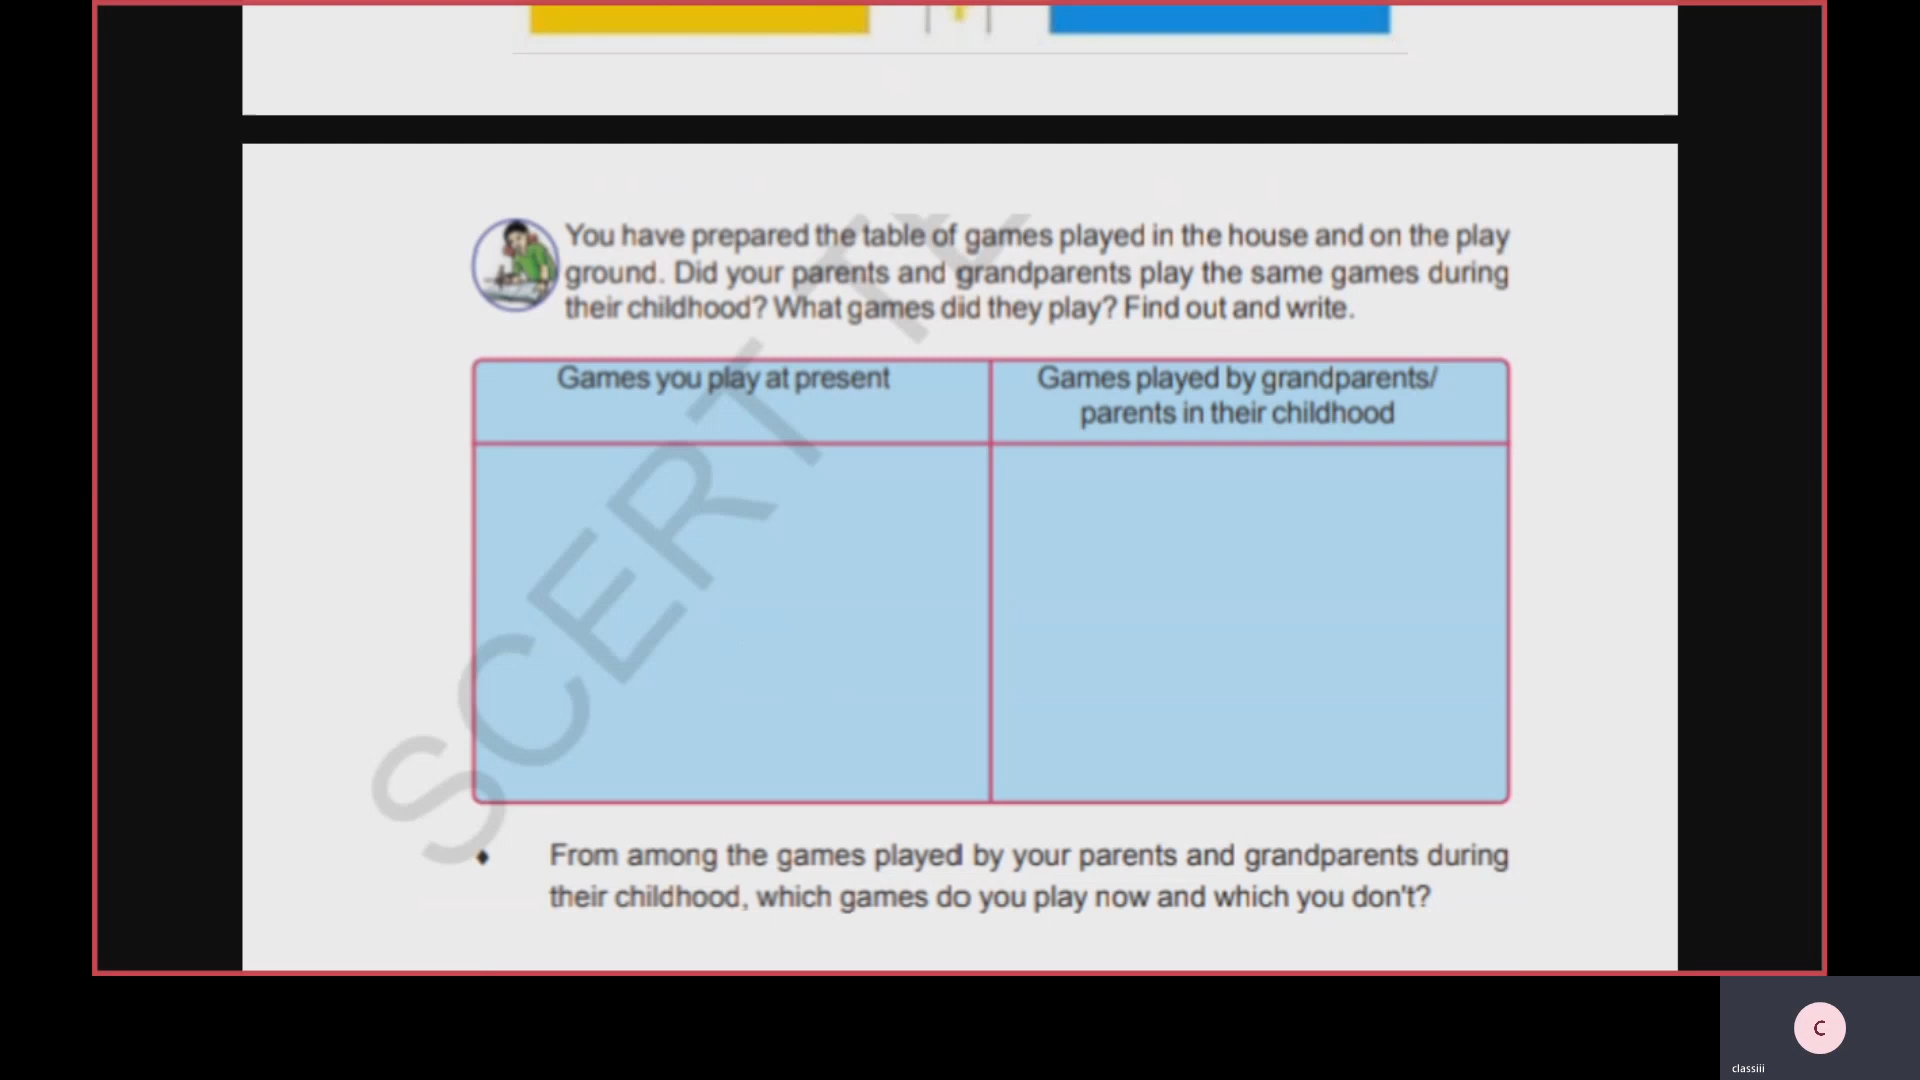 You have prepared the table of games played in the house and on the play
ground. Did your parents and grandparents play the same games during
their childhood? What games did they play? Find out and write.
Games you play at present
Games played by grandparents/
parents in their childhood
SCERT TE
♦ From among the games played by your parents and grandparents during
their childhood, which games do you play now and which you don't?
C
classiii